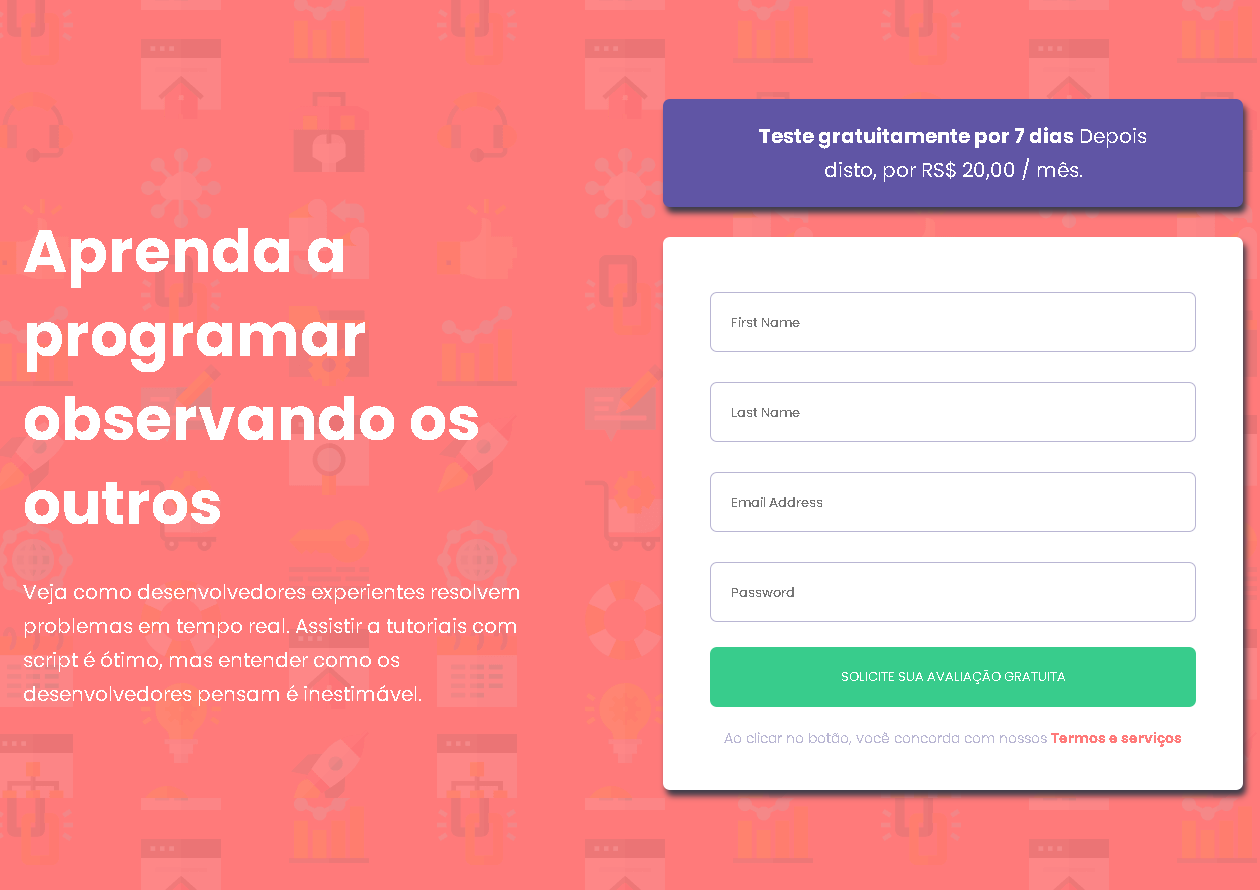 Aprenda a
programar
observando os
outros
Veja como desenvolvedores experientes resolvem
problemas em tempo real. Assistir a tutoriais com
script é ótimo, mas entender como os
desenvolvedores pensam é inestimável.
Teste gratuitamente por 7 dias Depois
disto, por RS$ 20,00 / mês.
First Name
Last Name
Email Address
Password
SOLICITE SUA AVALIAÇÃO GRATUITA
Ao clicar no botão, você concorda com nossos Termos e serviços